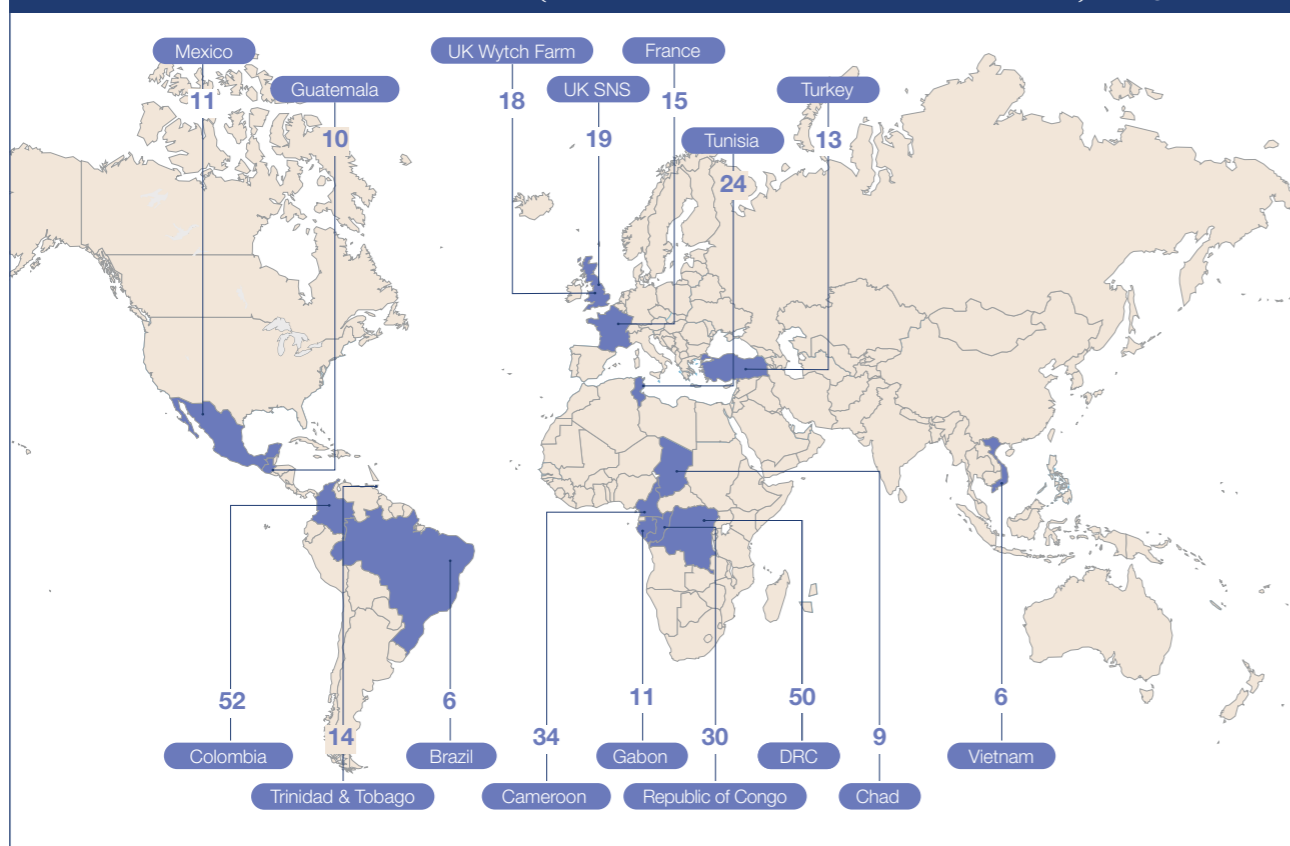 Mexico
11
Guatemala
10
UK Wytch Farm
18
UK SNS
19
France
15
Tunisia
24
Turkey
13
52
Colombia
14
Trinidad & Tobago
6
Brazil
34
Cameroon
11
Gabon
30
Republic of Congo
50
DRC
9
Chad
6
Vietnam